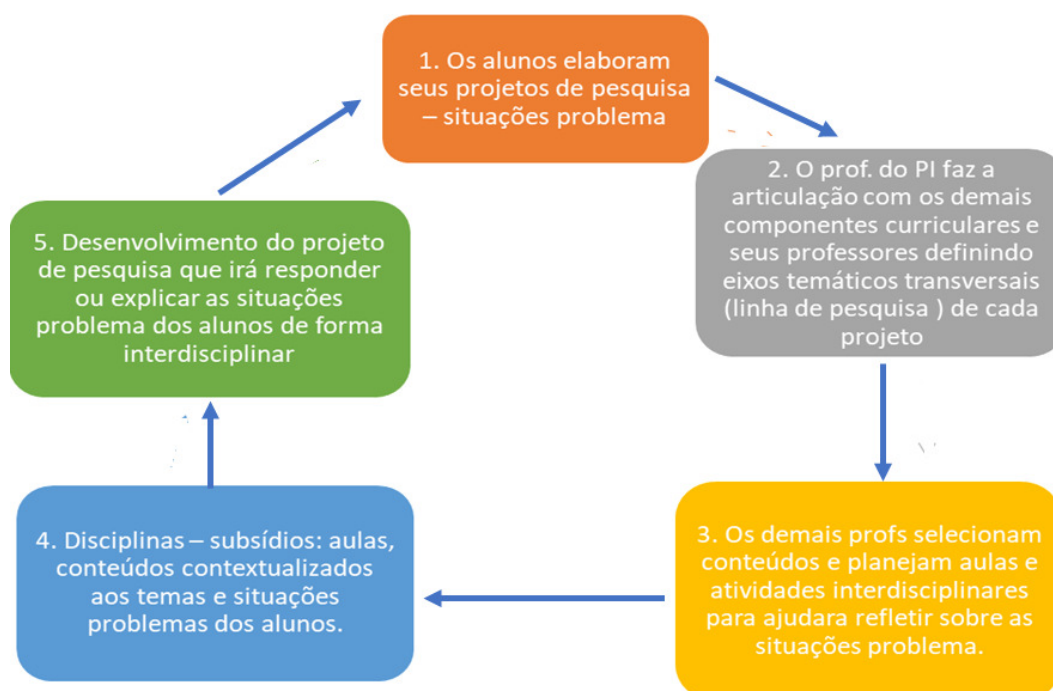 1. Os alunos elaboram
seus projetos de pesquisa
– situações problema
2. O prof. do PI faz a
articulação com os demais
componentes curriculares e
seus professores definindo
eixos temáticos transversais
(linha de pesquisa ) de cada
projeto
3. Os demais profs selecionam
conteúdos e planejam aulas e
atividades interdisciplinares
para ajudara refletir sobre as
situações problema.
4. Disciplinas – subsídios: aulas,
conteúdos contextualizados
aos temas e situações
problemas dos alunos.
5. Desenvolvimento do projeto
de pesquisa que irá responder
ou explicar as situações
problema dos alunos de forma
interdisciplinar